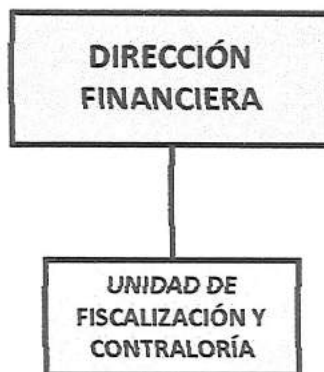 DIRECCIÓN
FINANCIERA
UNIDAD DE
FISCALIZACIÓN Y
CONTRALORÍA